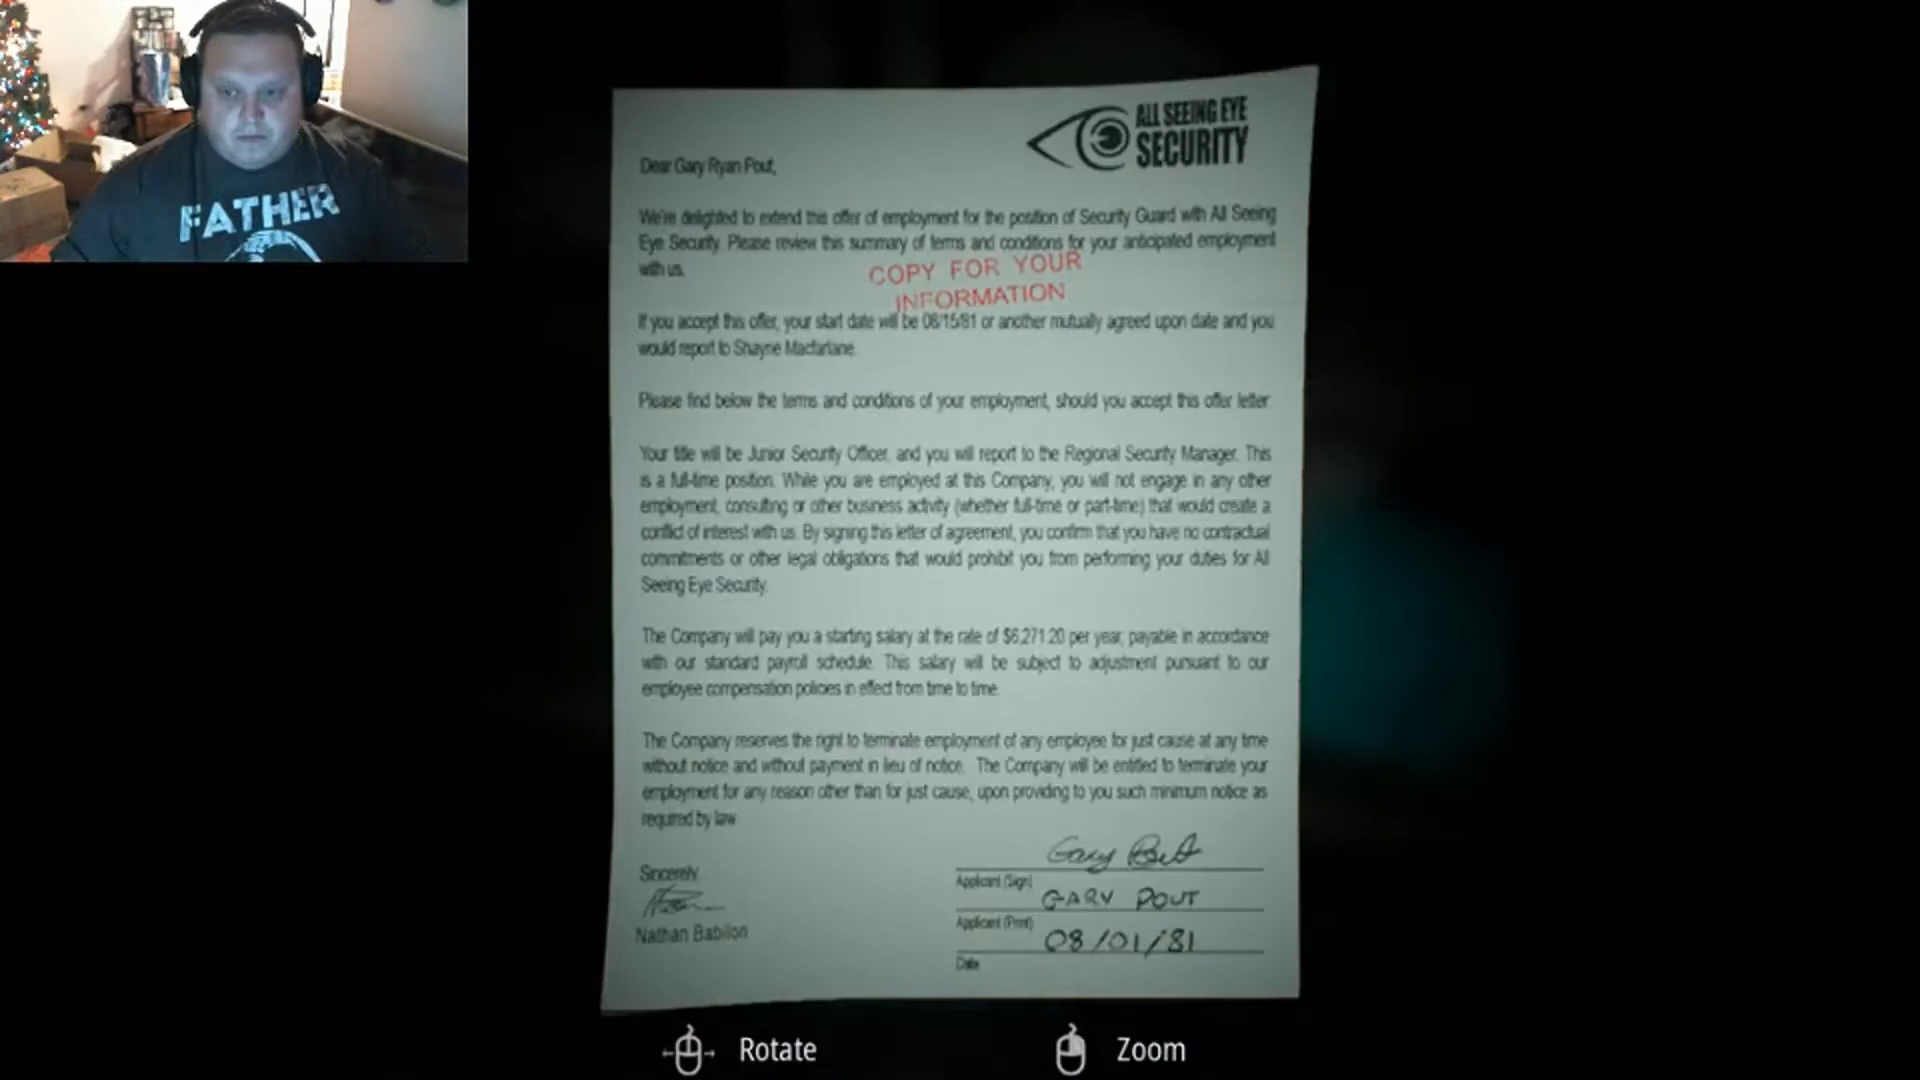 FATHER
ALL SEEING EYE
SECURITY
Dear Gary Ryan Pout,
We're delighted to extend this offer of employment for the position of Security Guard with All Seeing
Eye Security. Please review this summary of terms and conditions for your anticipated employment
with us.
COPY FOR YOUR
INFORMATION
If you accept this offer, your start date will be 08/15/81 or another mutually agreed upon date and you
would report to Shayne Macfarlane.
Please find below the terms and conditions of your employment, should you accept this offer letter.
Your title will be Junior Security Officer, and you will report to the Regional Security Manager. This
is a full-time position. While you are employed at this Company, you will not engage in any other
employment, consulting or other business activity (whether full-time or part-time) that would create a
conflict of interest with us. By signing this letter of agreement, you confirm that you have no contractual
commitments or other legal obligations that would prohibit you from performing your duties for All
Seeing Eye Security.
The Company will pay you a starting salary at the rate of $6,271.20 per year, payable in accordance
with our standard payroll schedule. This salary will be subject to adjustment pursuant to our
employee compensation policies in effect from time to time.
The Company reserves the right to terminate employment of any employee for just cause at any time
without notice and without payment in lieu of notice. The Company will be entitled to terminate your
employment for any reason other than for just cause, upon providing to you such minimum notice as
required by law.
Sincerely,
Nathan Babilon
Gary Pout
Applicant (Sign)
GARY POUT
Applicant (Print)
08/01/81
Date
Rotate
Zoom